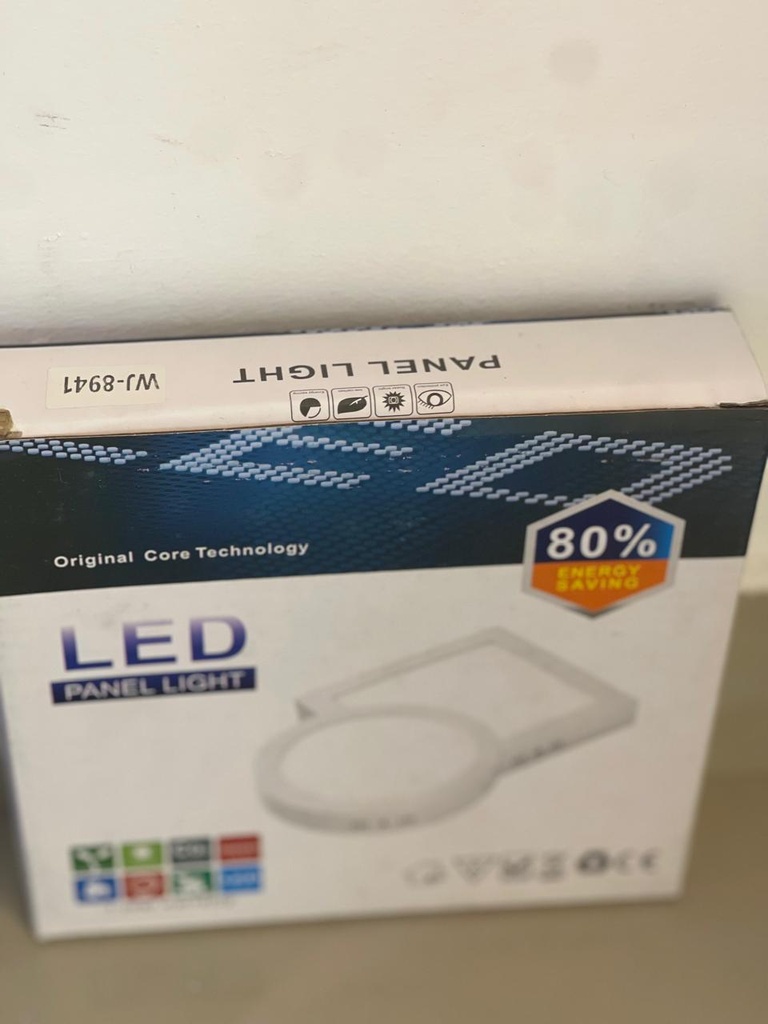 PANEL LIGHT
WJ-8941
Original Core Technology
80%
ENERGY
SAVING
LED
PANEL LIGHT